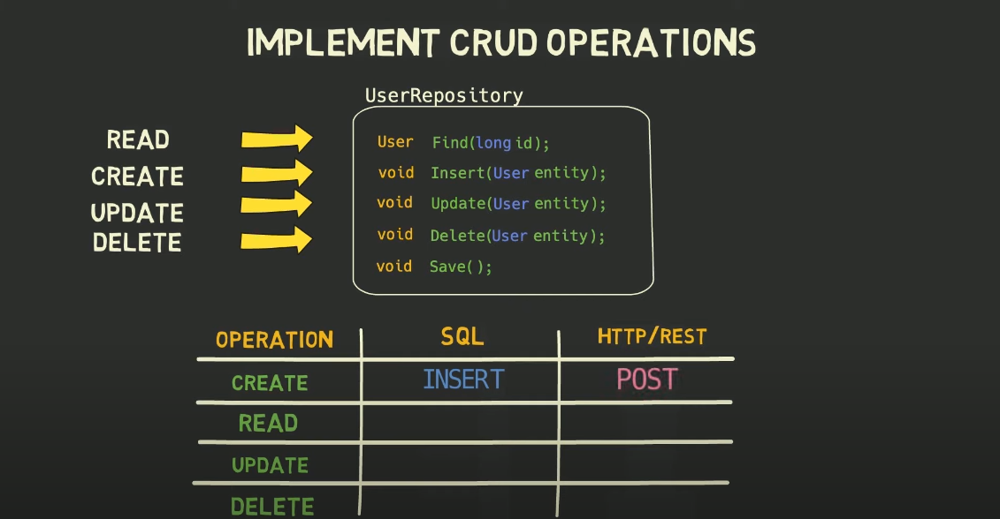 IMPLEMENT CRUD OPERATIONS
UserRepository
READ
CREATE
UPDATE
DELETE
User Find(long id);
void Insert(User entity);
void Update(User entity);
void Delete(User entity);
void Save();
OPERATION SQL HTTP/REST
CREATE INSERT POST
READ
UPDATE
DELETE